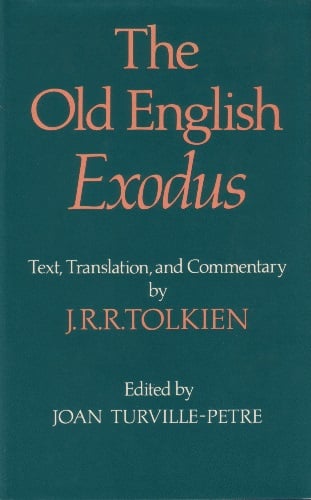 The
Old English
Exodus
Text, Translation, and Commentary
by
J.R.R.TOLKIEN
Edited by
JOAN TURVILLE-PETRE